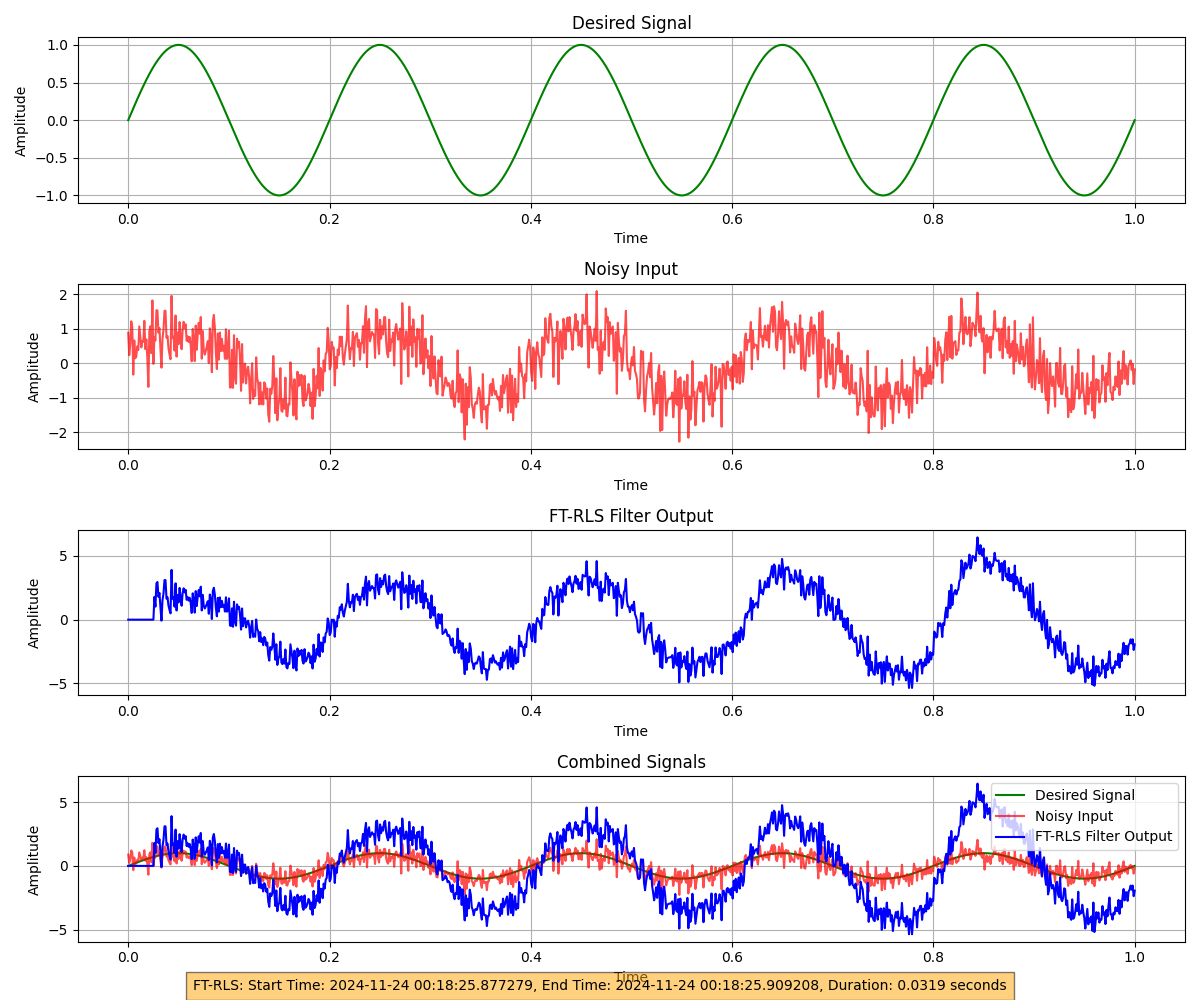 Desired Signal
Amplitude
1.0
0.5
0.0
−0.5
−1.0
0.0 0.2 0.4 0.6 0.8 1.0
Time
Noisy Input
Amplitude
2
1
0
−1
−2
0.0 0.2 0.4 0.6 0.8 1.0
Time
FT-RLS Filter Output
Amplitude
5
0
−5
0.0 0.2 0.4 0.6 0.8 1.0
Time
Combined Signals
Amplitude
5
0
−5
Desired Signal
Noisy Input
FT-RLS Filter Output
0.0 0.2 0.4 0.6 0.8 1.0
Time
FT-RLS: Start Time: 2024-11-24 00:18:25.877279, End Time: 2024-11-24 00:18:25.909208, Duration: 0.0319 seconds